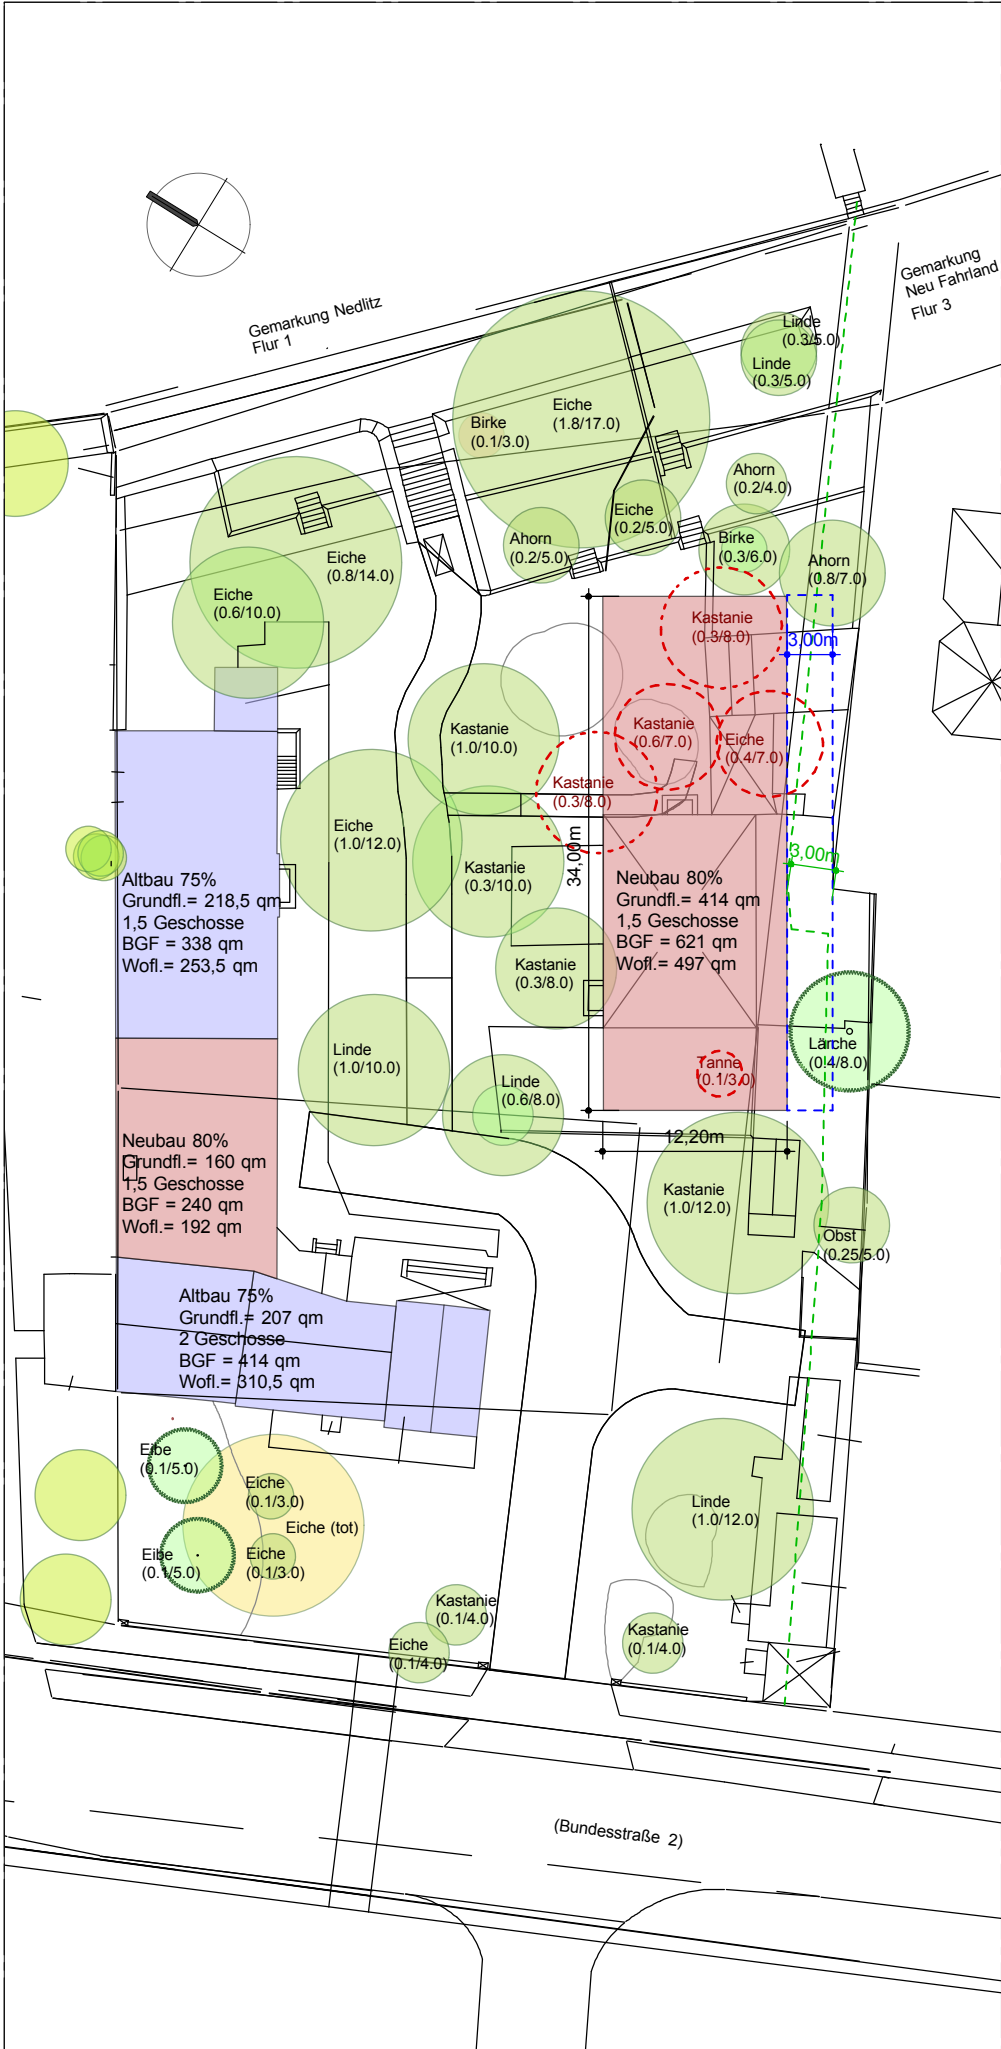 Gemarkung
Neu Fahrland
Flur 3
Gemarkung Nedlitz
Flur 1
Linde
(0.3/5.0)
Linde
(0.3/5.0)
Eiche
(1.8/17.0)
Birke
(0.1/3.0)
Ahorn
(0.2/4.0)
Eiche
(0.2/5.0)
Ahorn
(0.2/5.0)
Birke
(0.3/6.0)
Ahorn
(0.8/7.0)
Eiche
(0.8/14.0)
Eiche
(0.6/10.0)
Kastanie
(0.3/8.0)
3,00m
Kastanie
(1.0/10.0)
Kastanie
(0.6/7.0)
Eiche
(0.4/7.0)
Kastanie
(0.3/8.0)
Eiche
(1.0/12.0)
34,00m
3,00m
Kastanie
(0.3/10.0)
Altbau 75%
Grundfl.= 218,5 qm
1,5 Geschosse
BGF = 338 qm
Wofl.= 253,5 qm
Neubau 80%
Grundfl.= 414 qm
1,5 Geschosse
BGF = 621 qm
Wofl.= 497 qm
Kastanie
(0.3/8.0)
Linde
(1.0/10.0)
Lärche
(0.4/8.0)
Tanne
(0.1/3.0)
Linde
(0.6/8.0)
12,20m
Neubau 80%
Grundfl.= 160 qm
1,5 Geschosse
BGF = 240 qm
Wofl.= 192 qm
Kastanie
(1.0/12.0)
Obst
(0.25/5.0)
Altbau 75%
Grundfl.= 207 qm
2 Geschosse
BGF = 414 qm
Wofl.= 310,5 qm
Eibe
(0.1/5.0)
Eiche
(0.1/3.0)
Eiche (tot)
Linde
(1.0/12.0)
Eibe
(0.1/5.0)
Eiche
(0.1/3.0)
Kastanie
(0.1/4.0)
Eiche
(0.1/4.0)
Kastanie
(0.1/4.0)
(Bundesstraße 2)